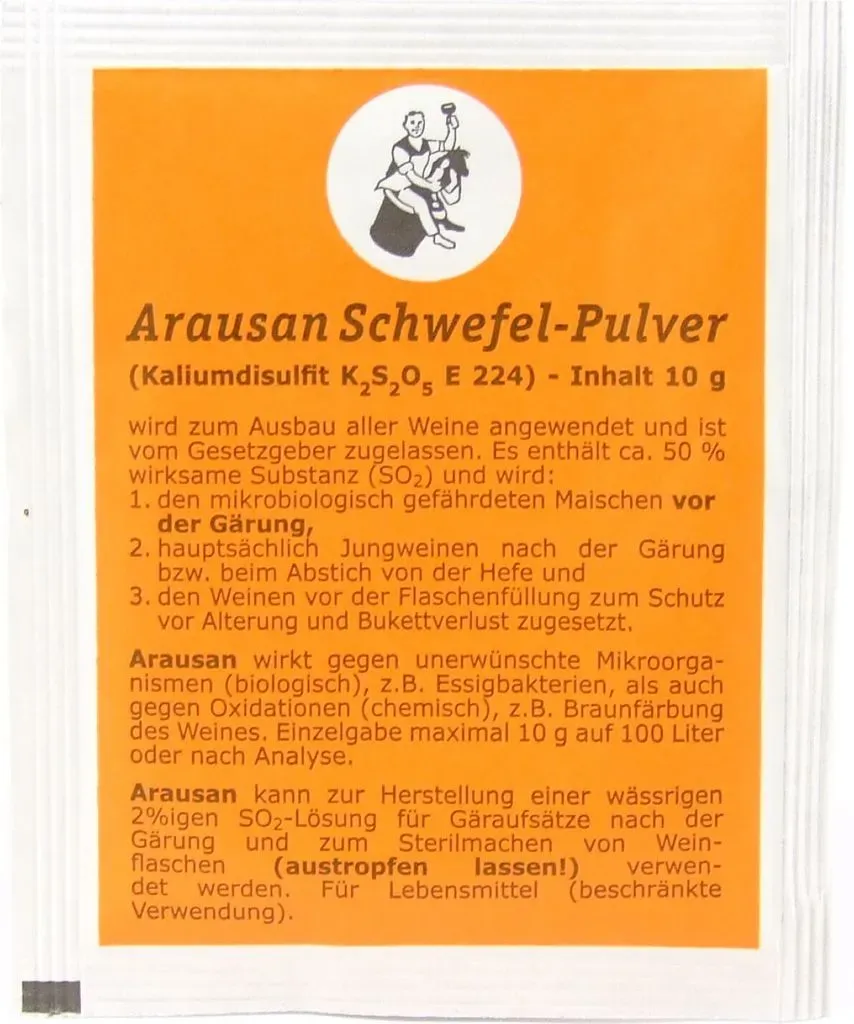 Arausan Schwefel-Pulver
(Kaliumdisulfit K₂S₂O₅ E 224) - Inhalt 10 g
wird zum Ausbau aller Weine angewendet und ist
vom Gesetzgeber zugelassen. Es enthält ca. 50 %
wirksame Substanz (SO₂) und wird:
1. den mikrobiologisch gefährdeten Maischen vor
der Gärung,
2. hauptsächlich Jungweinen nach der Gärung
bzw. beim Abstich von der Hefe und
3. den Weinen vor der Flaschenfüllung zum Schutz
vor Alterung und Bukettverlust zugesetzt.
Arausan wirkt gegen unerwünschte Mikroorga-
nismen (biologisch), z.B. Essigbakterien, als auch
gegen Oxidationen (chemisch), z.B. Braunfärbung
des Weines. Einzelgabe maximal 10 g auf 100 Liter
oder nach Analyse.
Arausan kann zur Herstellung einer wässrigen
2%igen SO₂-Lösung für Gäraufsätze nach der
Gärung und zum Sterilmachen von Wein-
flaschen (austropfen lassen!) verwen-
det werden. Für Lebensmittel (beschränkte
Verwendung).